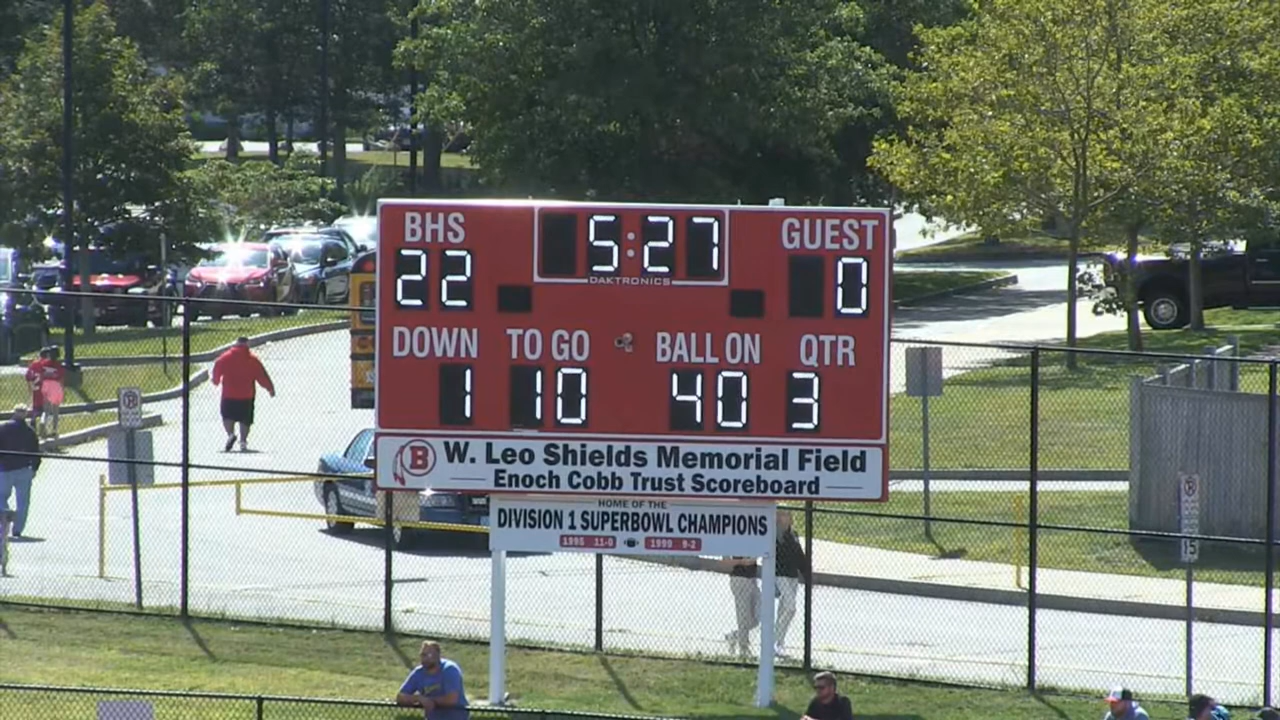 BHS 5:27 GUEST
22 DAKTRONICS 0
DOWN TO GO BALL ON QTR
1 10 40 3
B W. Leo Shields Memorial Field
Enoch Cobb Trust Scoreboard
HOME OF THE
DIVISION 1 SUPERBOWL CHAMPIONS
1995 11-0 1999 9-2
15